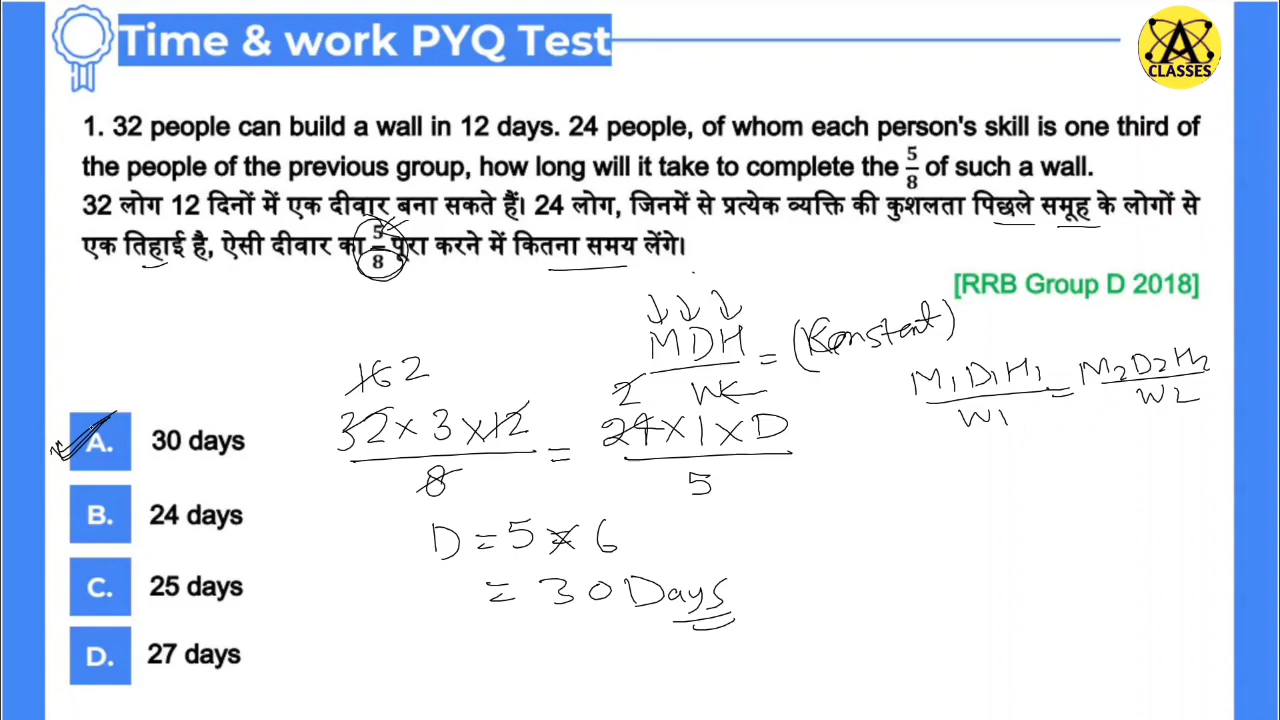 Time & work PYQ Test
A
CLASSES
1. 32 people can build a wall in 12 days. 24 people, of whom each person's skill is one third of
the people of the previous group, how long will it take to complete the 5/8 of such a wall.
32 लोग 12 दिनों में एक दीवार बना सकते हैं। 24 लोग, जिनमें से प्रत्येक व्यक्ति की कुशलता पिछले समूह के लोगों से
एक तिहाई है, ऐसी दीवार का 5/8 पूरा करने में कितना समय लेंगे।
[RRB Group D 2018]
MDH/W = (Konstant)
M1D1H1/W1 = M2D2H2/W2
16 2
2
32 x 3 x 12/8 = 24 x 1 x D/5
D = 5 x 6
= 30 Days
A. 30 days
B. 24 days
C. 25 days
D. 27 days